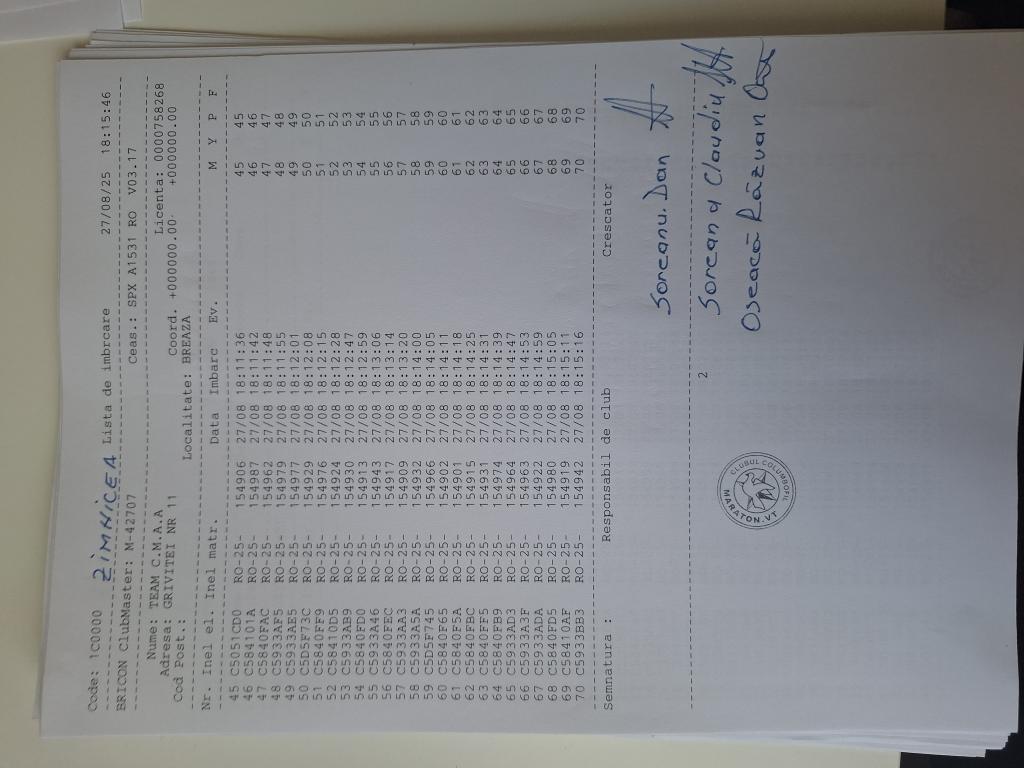 Code: 1C0000 ZIMNICEA Lista de imbrcare 27/08/25 18:15:46
BRICON ClubMaster: M-42707 Ceas.: SPX A1531 RO V03.17
Nume: TEAM C.M.A.A Licenta: 0000758268
Adresa: GRIVITEI NR 11 Coord. +000000.00 +000000.00
Cod Post.: Localitate: BREAZA
Nr. Inel el. Inel matr. Data Imbarc Ev. M Y P F
45 C5051CD0 RO-25- 154906 27/08 18:11:36 45 45
46 C584101A RO-25- 154987 27/08 18:11:42 46 46
47 C5840FAC RO-25- 154962 27/08 18:11:48 47 47
48 C5933AF5 RO-25- 154979 27/08 18:11:55 48 48
49 C5933AE5 RO-25- 154977 27/08 18:12:01 49 49
50 C5D5F73C RO-25- 154929 27/08 18:12:08 50 50
51 C5840FF9 RO-25- 154976 27/08 18:12:15 51 51
52 C58410D5 RO-25- 154924 27/08 18:12:38 52 52
53 C5933AB9 RO-25- 154930 27/08 18:12:47 53 53
54 C5840FD0 RO-25- 154913 27/08 18:12:59 54 54
55 C5933A46 RO-25- 154943 27/08 18:13:06 55 55
56 C5840FEC RO-25- 154917 27/08 18:13:14 56 56
57 C5933AA3 RO-25- 154909 27/08 18:13:20 57 57
58 C5933A5A RO-25- 154932 27/08 18:14:00 58 58
59 C5D5F745 RO-25- 154966 27/08 18:14:05 59 59
60 C5840F65 RO-25- 154902 27/08 18:14:11 60 60
61 C5840F5A RO-25- 154901 27/08 18:14:18 61 61
62 C5840FBC RO-25- 154915 27/08 18:14:25 62 62
63 C5840FF5 RO-25- 154931 27/08 18:14:31 63 63
64 C5840FB9 RO-25- 154974 27/08 18:14:39 64 64
65 C5933AD3 RO-25- 154964 27/08 18:14:47 65 65
66 C5933A3F RO-25- 154963 27/08 18:14:53 66 66
67 C5933ADA RO-25- 154922 27/08 18:14:59 67 67
68 C5840FD5 RO-25- 154980 27/08 18:15:05 68 68
69 C58410AF RO-25- 154919 27/08 18:15:11 69 69
70 C5933BB3 RO-25- 154942 27/08 18:15:16 70 70
Semnatura : Responsabil de club Crescator
Soreanu Dan
2
Soreanu Claudiu
Oseacă Răzvan
CLUBUL COLUMBOFIL
MARATON.VT